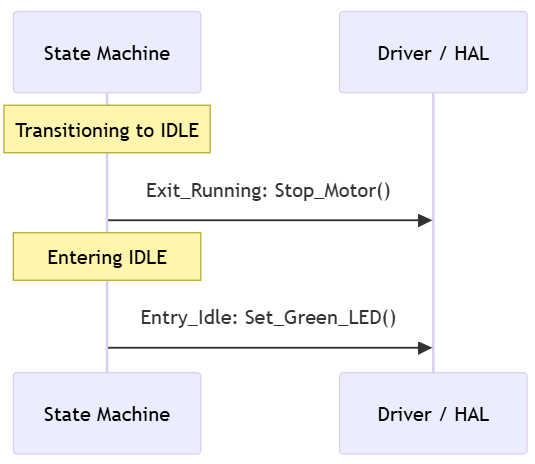 State Machine
Driver / HAL
Transitioning to IDLE
Exit_Running: Stop_Motor()
Entering IDLE
Entry_Idle: Set_Green_LED()
State Machine
Driver / HAL